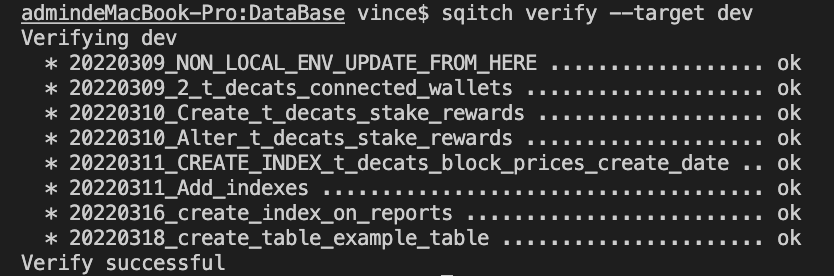 admindeMacBook-Pro:DataBase vince$ sqitch verify --target dev
Verifying dev
* 20220309_NON_LOCAL_ENV_UPDATE_FROM_HERE .................. ok
* 20220309_2_t_decats_connected_wallets .................... ok
* 20220310_Create_t_decats_stake_rewards ................... ok
* 20220310_Alter_t_decats_stake_rewards .................... ok
* 20220311_CREATE_INDEX_t_decats_block_prices_create_date .. ok
* 20220311_Add_indexes ..................................... ok
* 20220316_create_index_on_reports ......................... ok
* 20220318_create_table_example_table ...................... ok
Verify successful